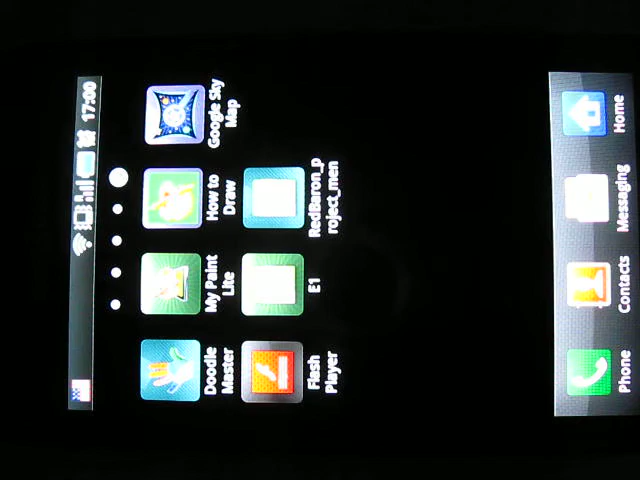 17:00
Doodle
Master
My Paint
Lite
How to
Draw
Google Sky
Map
Flash
Player
E1
RedBaron_p
roject_men
Phone
Contacts
Messaging
Home